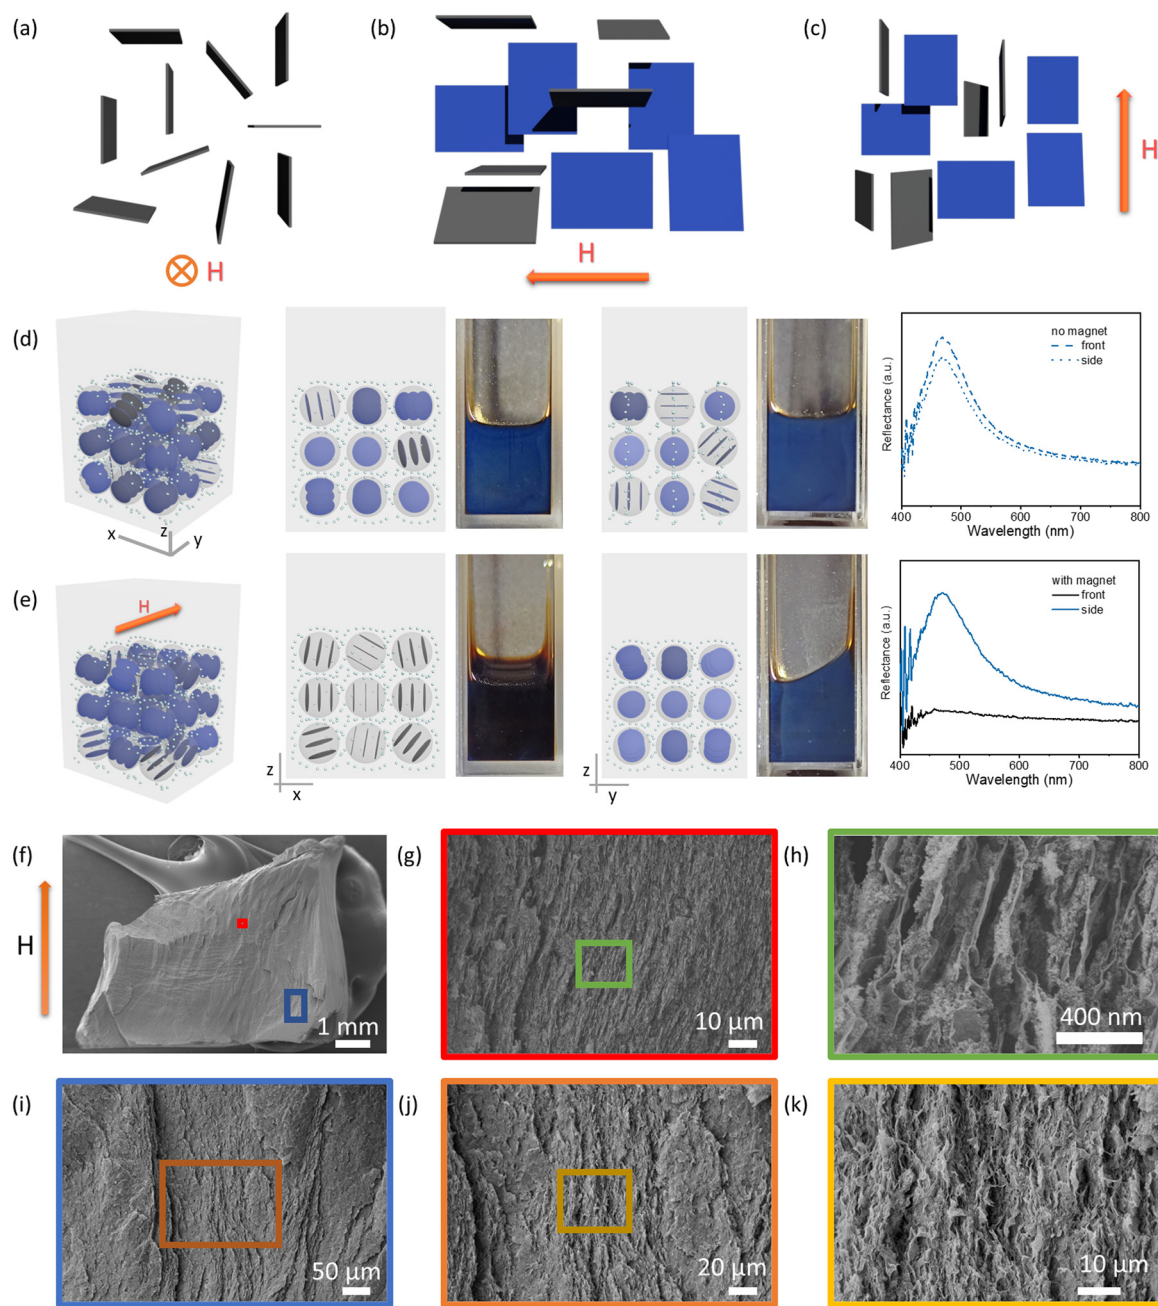 (a)
(b)
(c)
H
H
H
(d)
x
z
y
no magnet
front
side
Reflectance (a.u.)
400 500 600 700 800
Wavelength (nm)
(e)
H
z
x
z
y
with magnet
front
side
Reflectance (a.u.)
400 500 600 700 800
Wavelength (nm)
(f)
H
1 mm
(g)
10 μm
(h)
400 nm
(i)
50 μm
(j)
20 μm
(k)
10 μm